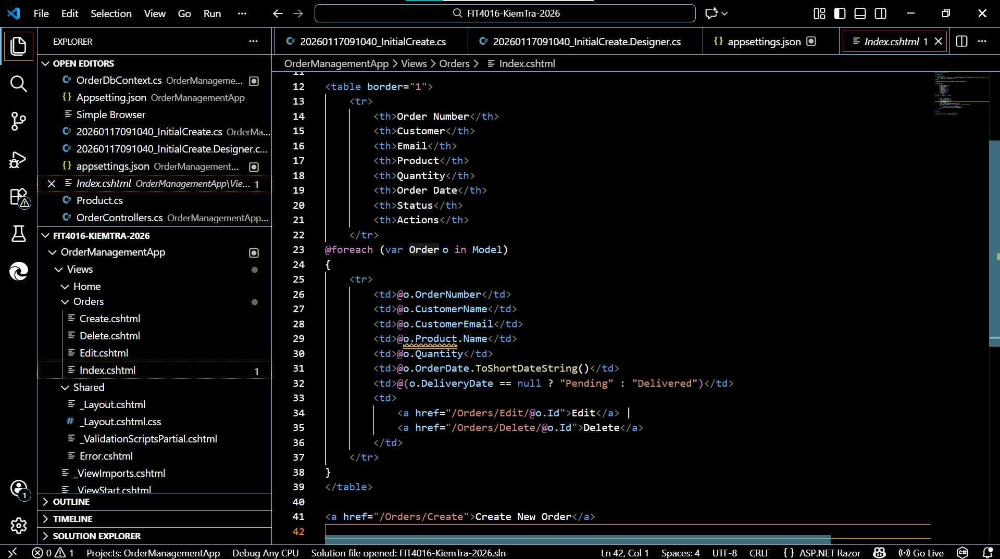 File Edit Selection View Go Run ··· FIT4016-KiemTra-2026
EXPLORER
20260117091040_InitialCreate.cs 20260117091040_InitialCreate.Designer.cs appsettings.json Index.cshtml 1
OrderManagementApp > Views > Orders > Index.cshtml
OPEN EDITORS
OrderDbContext.cs OrderManageme...
Appsetting.json OrderManagementApp
Simple Browser
20260117091040_InitialCreate.cs OrderMa...
20260117091040_InitialCreate.Designer.c...
appsettings.json OrderManagement...
Index.cshtml OrderManagementApp\Vie... 1
Product.cs
OrderControllers.cs OrderManagementApp...
FIT4016-KIEMTRA-2026
OrderManagementApp
Views
Home
Orders
Create.cshtml
Delete.cshtml
Edit.cshtml
Index.cshtml 1
Shared
_Layout.cshtml
_Layout.cshtml.css
_ValidationScriptsPartial.cshtml
Error.cshtml
_ViewImports.cshtml
_ViewStart.cshtml
OUTLINE
TIMELINE
SOLUTION EXPLORER
11
12 <table border="1">
13 <tr>
14 <th>Order Number</th>
15 <th>Customer</th>
16 <th>Email</th>
17 <th>Product</th>
18 <th>Quantity</th>
19 <th>Order Date</th>
20 <th>Status</th>
21 <th>Actions</th>
22 </tr>
23 @foreach (var Order o in Model)
24 {
25 <tr>
26 <td>@o.OrderNumber</td>
27 <td>@o.CustomerName</td>
28 <td>@o.CustomerEmail</td>
29 <td>@o.Product.Name</td>
30 <td>@o.Quantity</td>
31 <td>@o.OrderDate.ToShortDateString()</td>
32 <td>@(o.DeliveryDate == null ? "Pending" : "Delivered")</td>
33 <td>
34 <a href="/Orders/Edit/@o.Id">Edit</a> |
35 <a href="/Orders/Delete/@o.Id">Delete</a>
36 </td>
37 </tr>
38 }
39 </table>
40
41 <a href="/Orders/Create">Create New Order</a>
42
1
0 1 Projects: OrderManagementApp Debug Any CPU Solution file opened: FIT4016-KiemTra-2026.sln Ln 42, Col 1 Spaces: 4 UTF-8 CRLF { } ASP.NET Razor Go Live